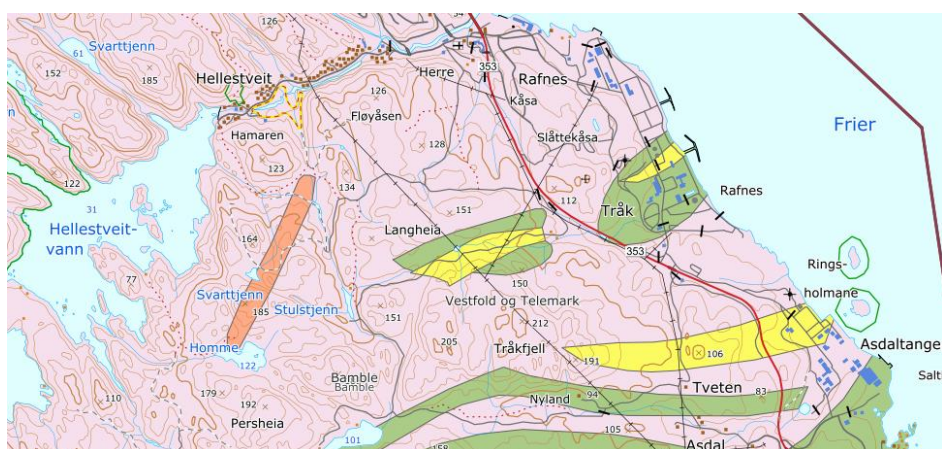 126
54
Svarttjenn
61
185
152
Hellestveit
353
Herre
Rafnes
126
Kåsa
Fløyåsen
Frier
Hamaren
128
Slåttekåsa
123
122
134
Rafnes
31
112
Tråk
151
Hellestveit-
vann
Langheia
164
353
Rings-
77
150
holmane
Svarttjenn
Vestfold og Telemark
185
Stulstjenn
151
212
205
Asdaltange
Homme
Tråkfjell
106
122
191
Salt
Bamble
Bamble
Tveten
83
179
94
110
192
Nyland
Persheia
105
101
Asdal
158